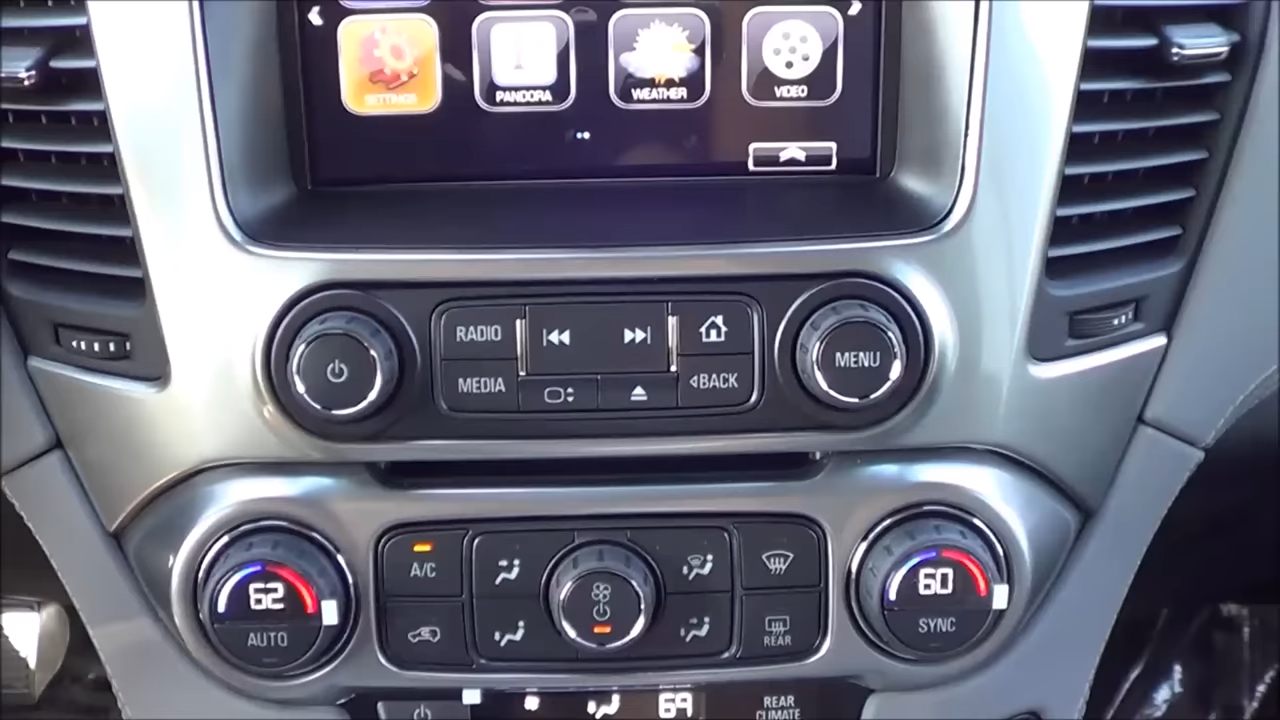 SETTINGS PANDORA WEATHER VIDEO
RADIO
MEDIA
BACK
MENU
62
AUTO
A/C
REAR
60
SYNC
69
REAR
CLIMATE